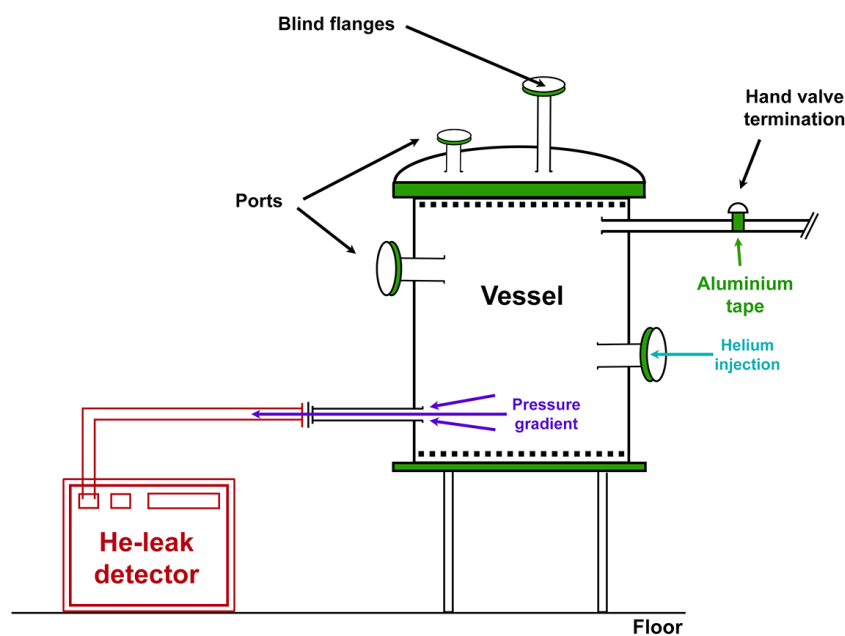 Blind flanges
Hand valve
termination
Ports
Vessel
Aluminium
tape
Helium
injection
Pressure
gradient
He-leak
detector
Floor